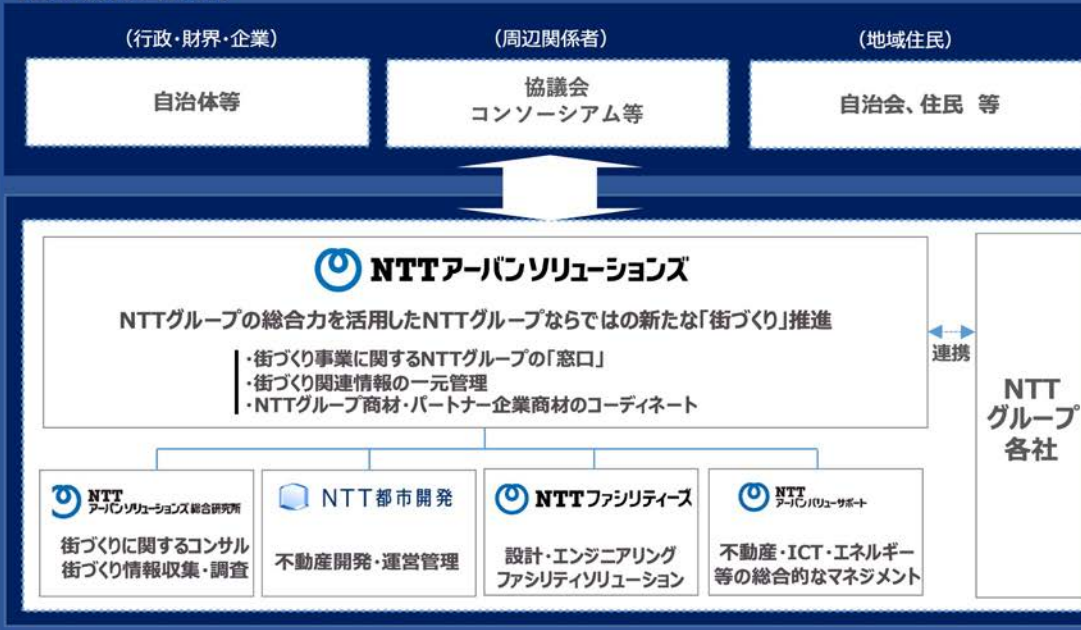 (行政・財界・企業)
(周辺関係者)
(地域住民)
自治体等
協議会
コンソーシアム等
自治会、住民 等
NTTアーバンソリューションズ
NTTグループの総合力を活用したNTTグループならではの新たな「街づくり」推進
・街づくり事業に関するNTTグループの「窓口」
・街づくり関連情報の一元管理
・NTTグループ商材・パートナー企業商材のコーディネート
連携
NTT
グループ
各社
NTT
アーバンソリューションズ総合研究所
街づくりに関するコンサル
街づくり情報収集・調査
NTT都市開発
不動産開発・運営管理
NTTファシリティーズ
設計・エンジニアリング
ファシリティソリューション
NTT
アーバンバリューサポート
不動産・ICT・エネルギー
等の総合的なマネジメント